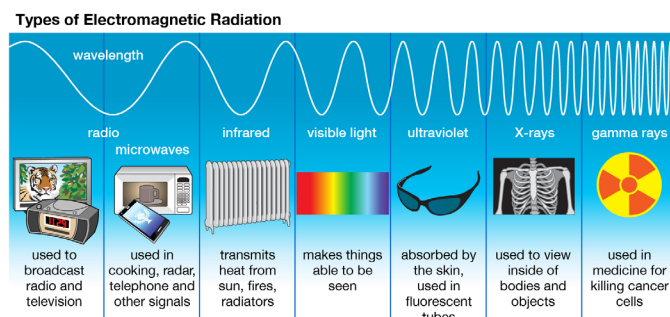 Types of Electromagnetic Radiation
wavelength
radio
microwaves
infrared
visible light
ultraviolet
X-rays
gamma rays
used to
broadcast
radio and
television
used in
cooking, radar,
telephone and
other signals
transmits
heat from
sun, fires,
radiators
makes things
able to be
seen
absorbed by
the skin,
used in
fluorescent
tubes
used to view
inside of
bodies and
objects
used in
medicine for
killing cancer
cells